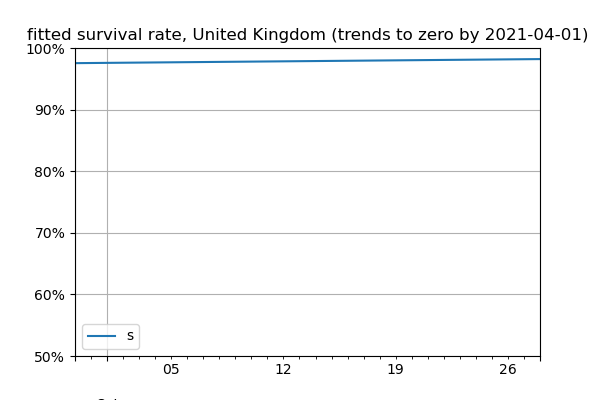 fitted survival rate, United Kingdom (trends to zero by 2021-04-01)
100%
90%
80%
70%
60%
50%
s
05 12 19 26